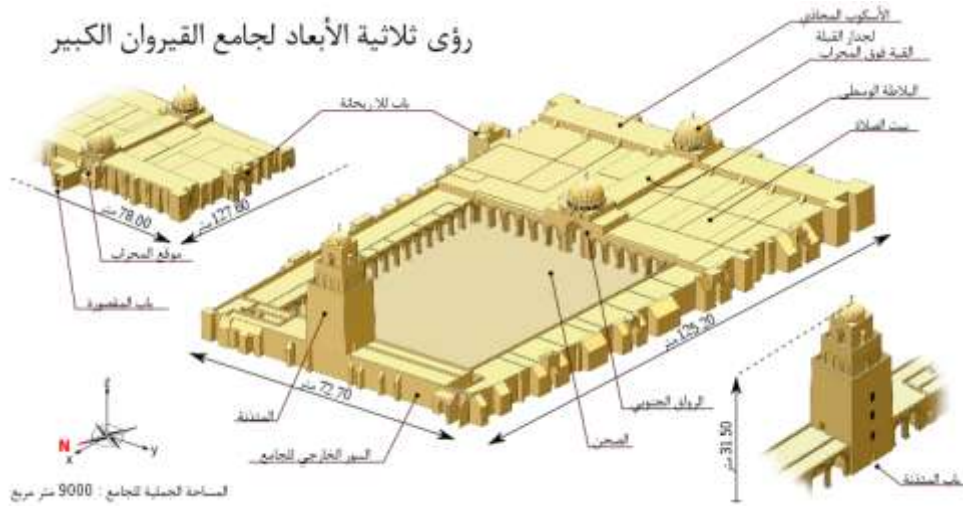 رؤى ثلاثية الأبعاد لجامع القيروان الكبير
الأسكوب المحاذي
لجدار القبلة
القبة فوق المحراب
البلاطة الوسطى
بيت الصلاة
باب للا ريحانة
78.00 متر
127.60 متر
موقع المحراب
باب المقصورة
125.20 متر
72.70 متر
المئذنة
السور الخارجي للجامع
الرواق الجنوبي
الصحن
31.50 متر
باب المئذنة
z
N
x
y
المساحة الجملية للجامع : 9000 متر مربع